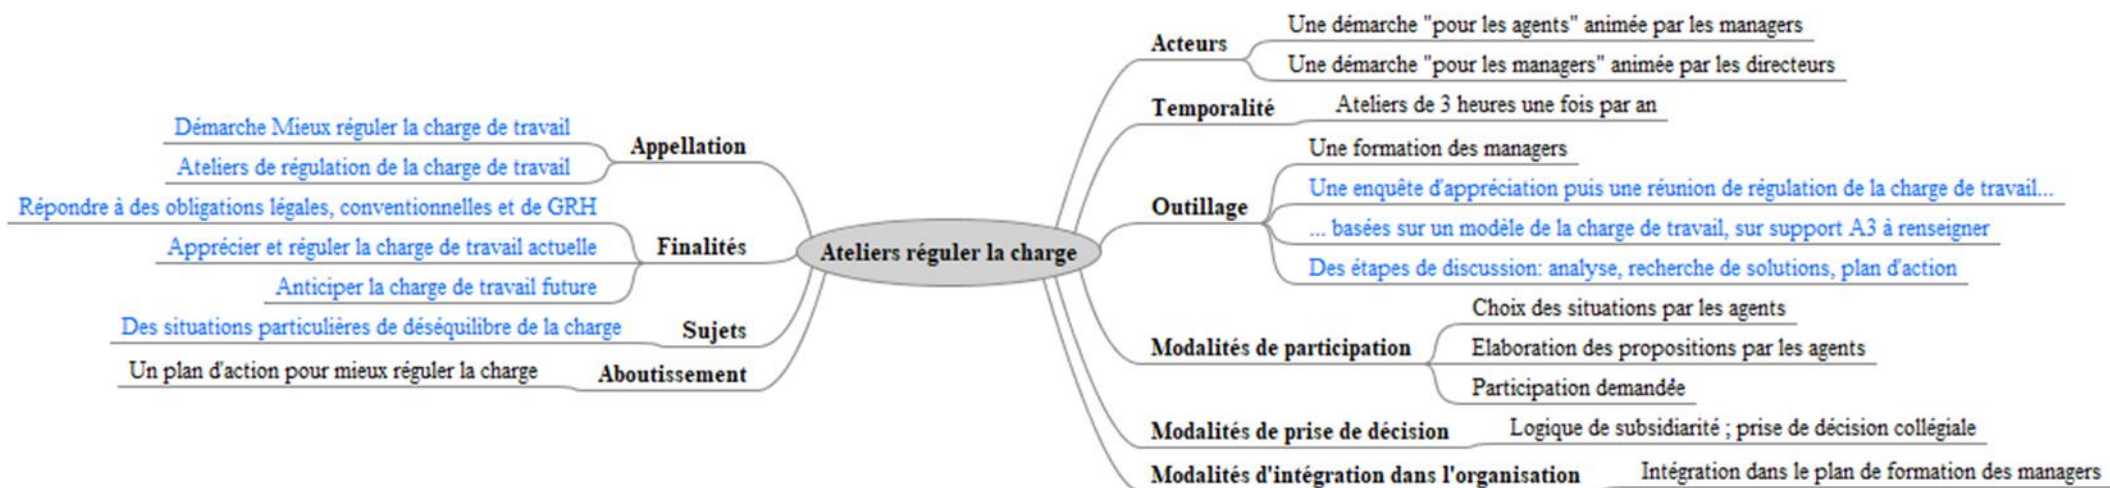 Ateliers réguler la charge
Appellation
Démarche Mieux réguler la charge de travail
Ateliers de régulation de la charge de travail
Finalités
Répondre à des obligations légales, conventionnelles et de GRH
Apprécier et réguler la charge de travail actuelle
Anticiper la charge de travail future
Sujets
Des situations particulières de déséquilibre de la charge
Aboutissement
Un plan d'action pour mieux réguler la charge
Acteurs
Une démarche "pour les agents" animée par les managers
Une démarche "pour les managers" animée par les directeurs
Temporalité
Ateliers de 3 heures une fois par an
Outillage
Une formation des managers
Une enquête d'appréciation puis une réunion de régulation de la charge de travail...
... basées sur un modèle de la charge de travail, sur support A3 à renseigner
Des étapes de discussion: analyse, recherche de solutions, plan d'action
Modalités de participation
Choix des situations par les agents
Elaboration des propositions par les agents
Participation demandée
Modalités de prise de décision
Logique de subsidiarité ; prise de décision collégiale
Modalités d'intégration dans l'organisation
Intégration dans le plan de formation des managers